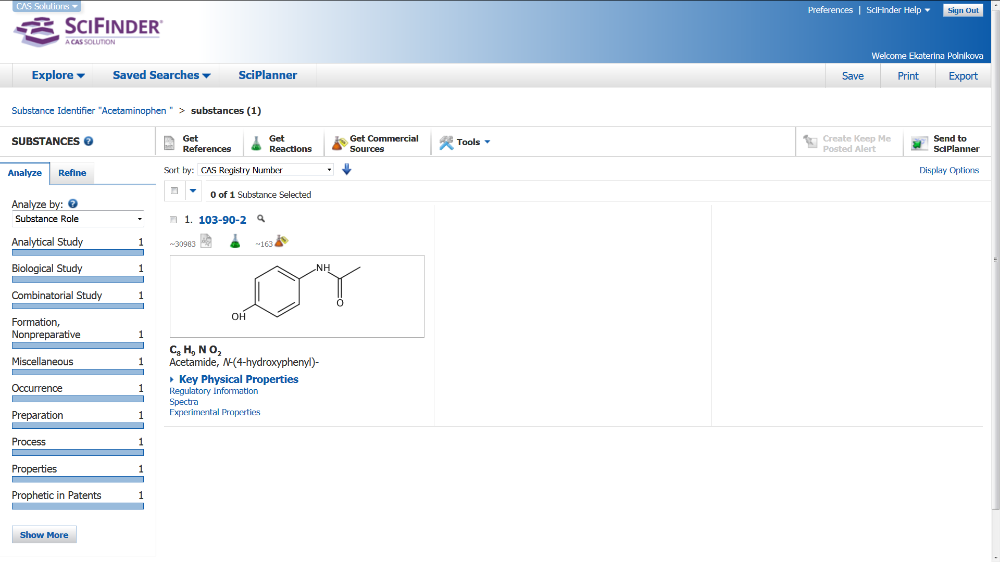 CAS Solutions
SCIFINDER®
A CAS SOLUTION
Preferences | SciFinder Help
Sign Out
Welcome Ekaterina Polnikova
Explore
Saved Searches
SciPlanner
Save
Print
Export
Substance Identifier "Acetaminophen " > substances (1)
SUBSTANCES ?
Get References
Get Reactions
Get Commercial Sources
Tools
Create Keep Me Posted Alert
Send to SciPlanner
Analyze
Refine
Sort by: CAS Registry Number
Display Options
0 of 1 Substance Selected
Analyze by: ?
Substance Role
Analytical Study 1
Biological Study 1
Combinatorial Study 1
Formation,
Nonpreparative 1
Miscellaneous 1
Occurrence 1
Preparation 1
Process 1
Properties 1
Prophetic in Patents 1
Show More
1. 103-90-2
~30983
~163
NH
O
OH
C8 H9 N O2
Acetamide, N-(4-hydroxyphenyl)-
Key Physical Properties
Regulatory Information
Spectra
Experimental Properties